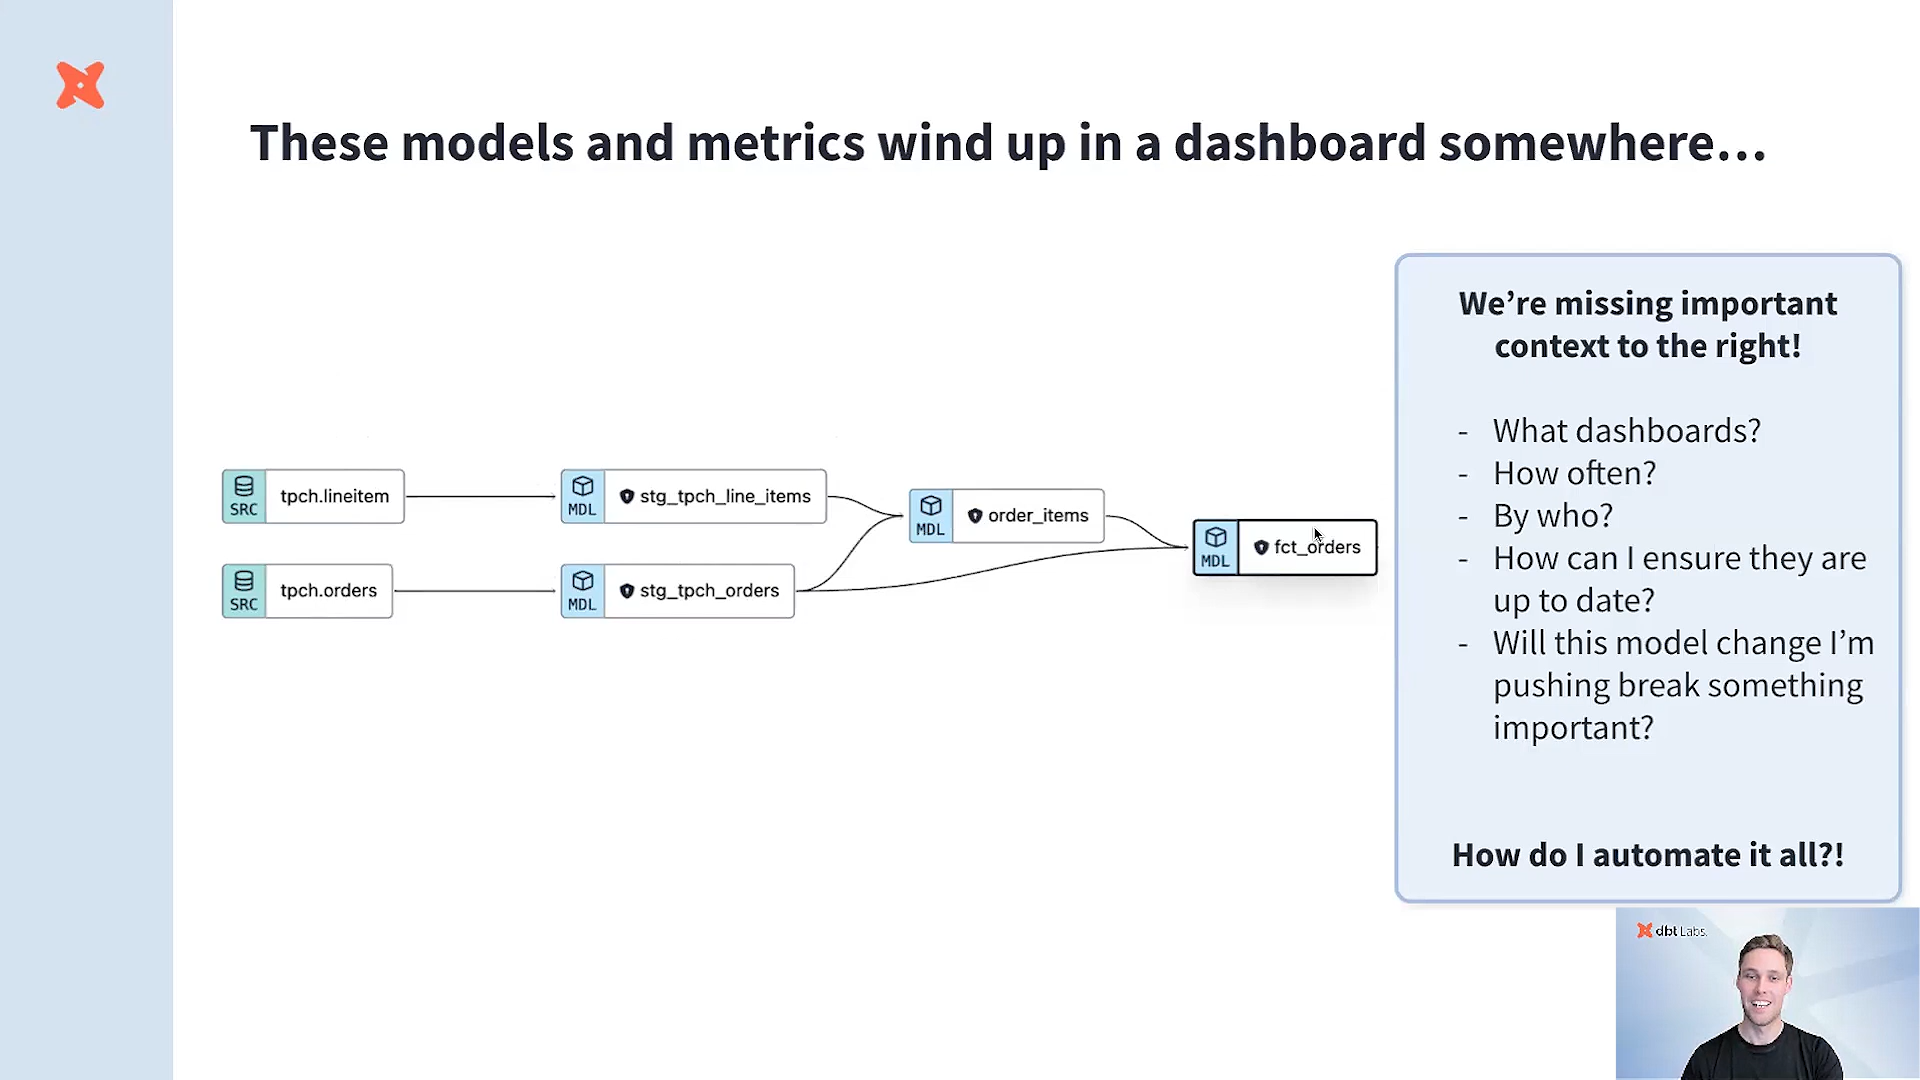 These models and metrics wind up in a dashboard somewhere…
We’re missing important
context to the right!
- What dashboards?
- How often?
- By who?
- How can I ensure they are
up to date?
- Will this model change I’m
pushing break something
important?
How do I automate it all?!
SRC
tpch.lineitem
MDL
stg_tpch_line_items
MDL
order_items
MDL
fct_orders
SRC
tpch.orders
MDL
stg_tpch_orders
dbt Labs